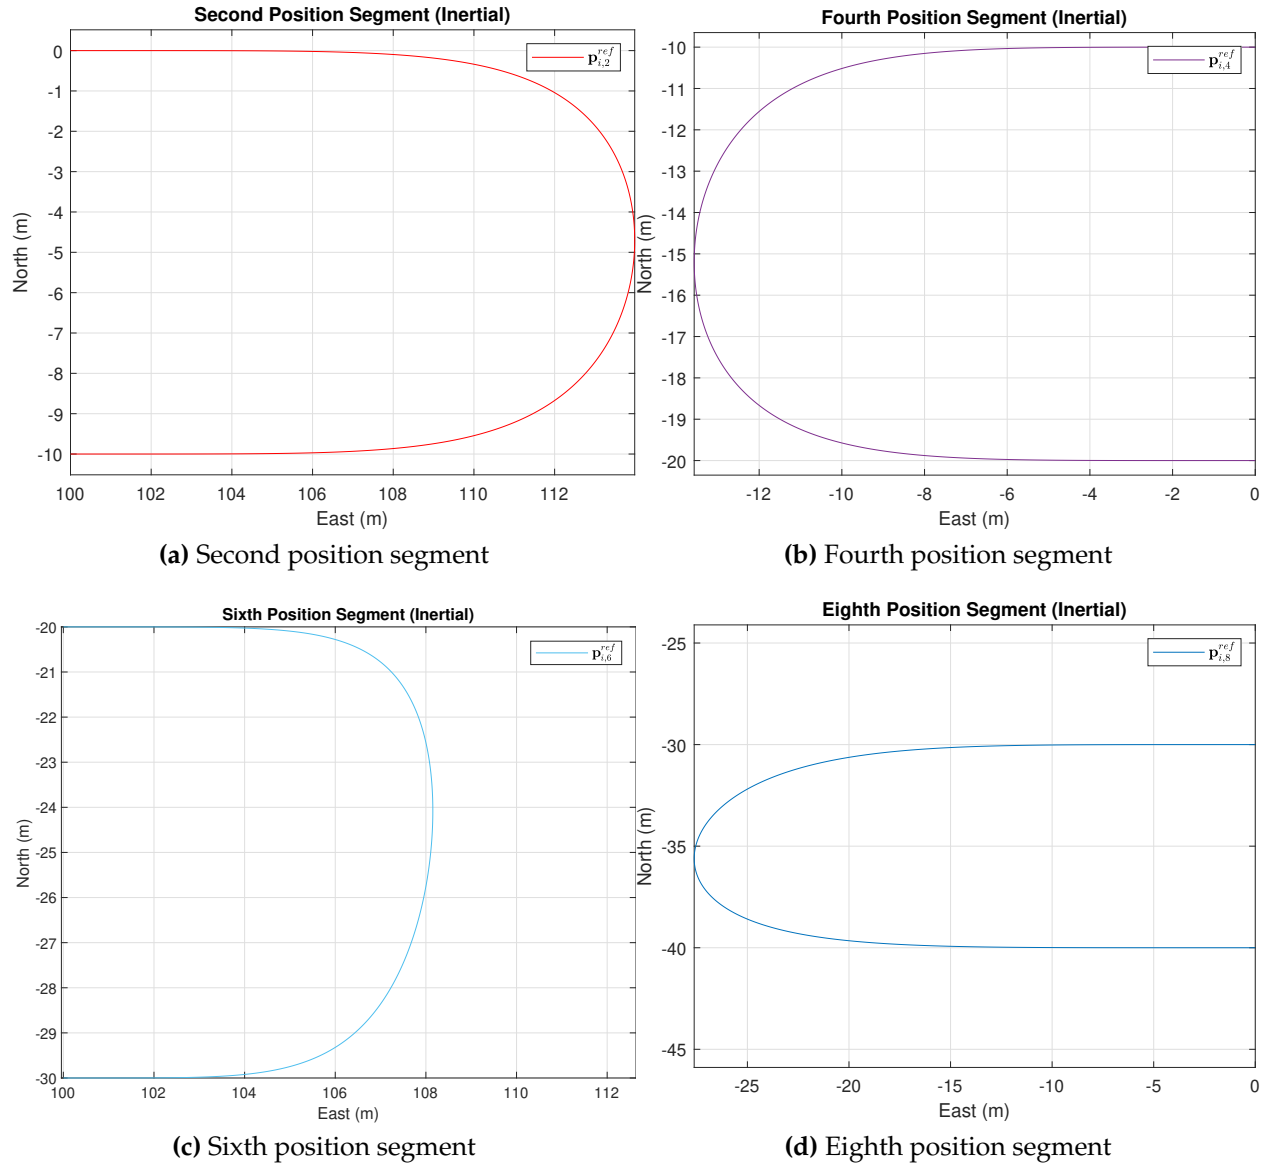 Second Position Segment (Inertial)
p_{i,2}^{ref}
0
-1
-2
-3
-4
-5
-6
-7
-8
-9
-10
North (m)
100 102 104 106 108 110 112
East (m)
(a) Second position segment
Fourth Position Segment (Inertial)
p_{i,4}^{ref}
-10
-11
-12
-13
-14
-15
-16
-17
-18
-19
-20
North (m)
-12 -10 -8 -6 -4 -2 0
East (m)
(b) Fourth position segment
Sixth Position Segment (Inertial)
p_{i,6}^{ref}
-20
-21
-22
-23
-24
-25
-26
-27
-28
-29
-30
North (m)
100 102 104 106 108 110 112
East (m)
(c) Sixth position segment
Eighth Position Segment (Inertial)
p_{i,8}^{ref}
-25
-30
-35
-40
-45
North (m)
-25 -20 -15 -10 -5 0
East (m)
(d) Eighth position segment